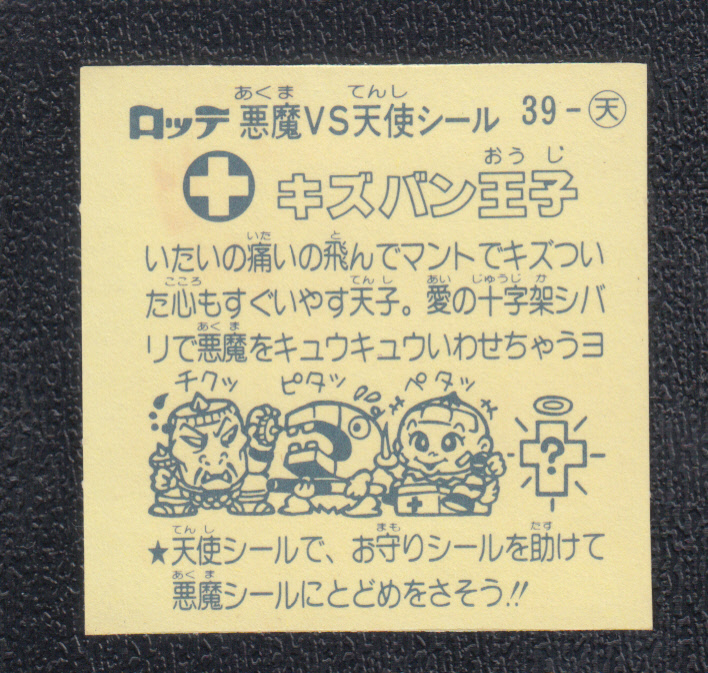 ロッテ 悪魔VS天使シール 39-天
キズバン王子
いたいの痛いの飛んでマントでキズつい
た心もすぐいやす天子。愛の十字架シバ
リで悪魔をキュウキュウいわせちゃうヨ
チクッ ピタッ ペタッ
?
★天使シールで、お守りシールを助けて
悪魔シールにとどめをさそう!!